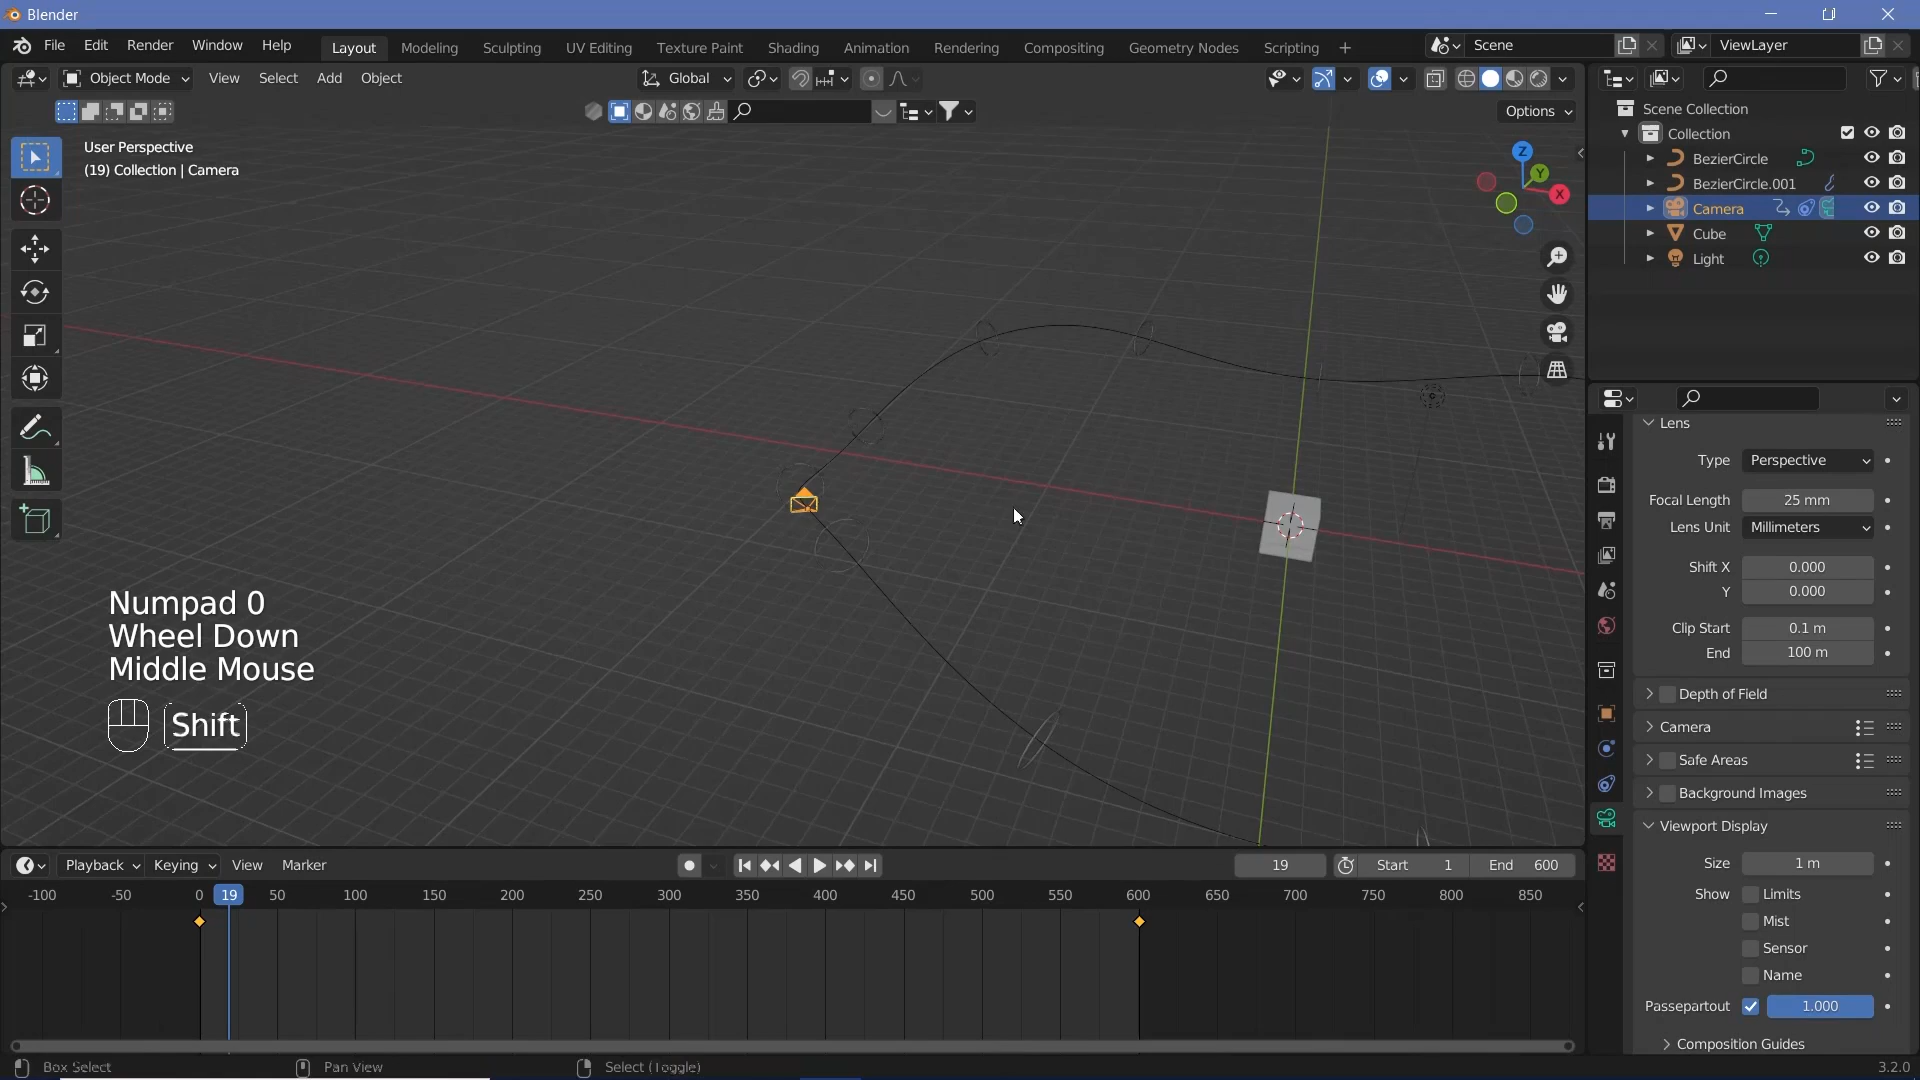 Blender
File Edit Render Window Help
Layout Modeling Sculpting UV Editing Texture Paint Shading Animation Rendering Compositing Geometry Nodes Scripting +
Scene
ViewLayer
Object Mode View Select Add Object
Global
Options
User Perspective
(19) Collection | Camera
Z
Y
X
Scene Collection
Collection
BezierCircle
BezierCircle.001
Camera
Cube
Light
Lens
Type Perspective
Focal Length 25 mm
Lens Unit Millimeters
Shift X 0.000
Y 0.000
Clip Start 0.1 m
End 100 m
Depth of Field
Camera
Safe Areas
Background Images
Viewport Display
Size 1 m
Show Limits
Mist
Sensor
Name
Passepartout 1.000
Composition Guides
Numpad 0
Wheel Down
Middle Mouse
Shift
Playback Keying View Marker
19 Start 1 End 600
-100 -50 0 19 50 100 150 200 250 300 350 400 450 500 550 600 650 700 750 800 850
Box Select Pan View Select (Toggle) 3.2.0